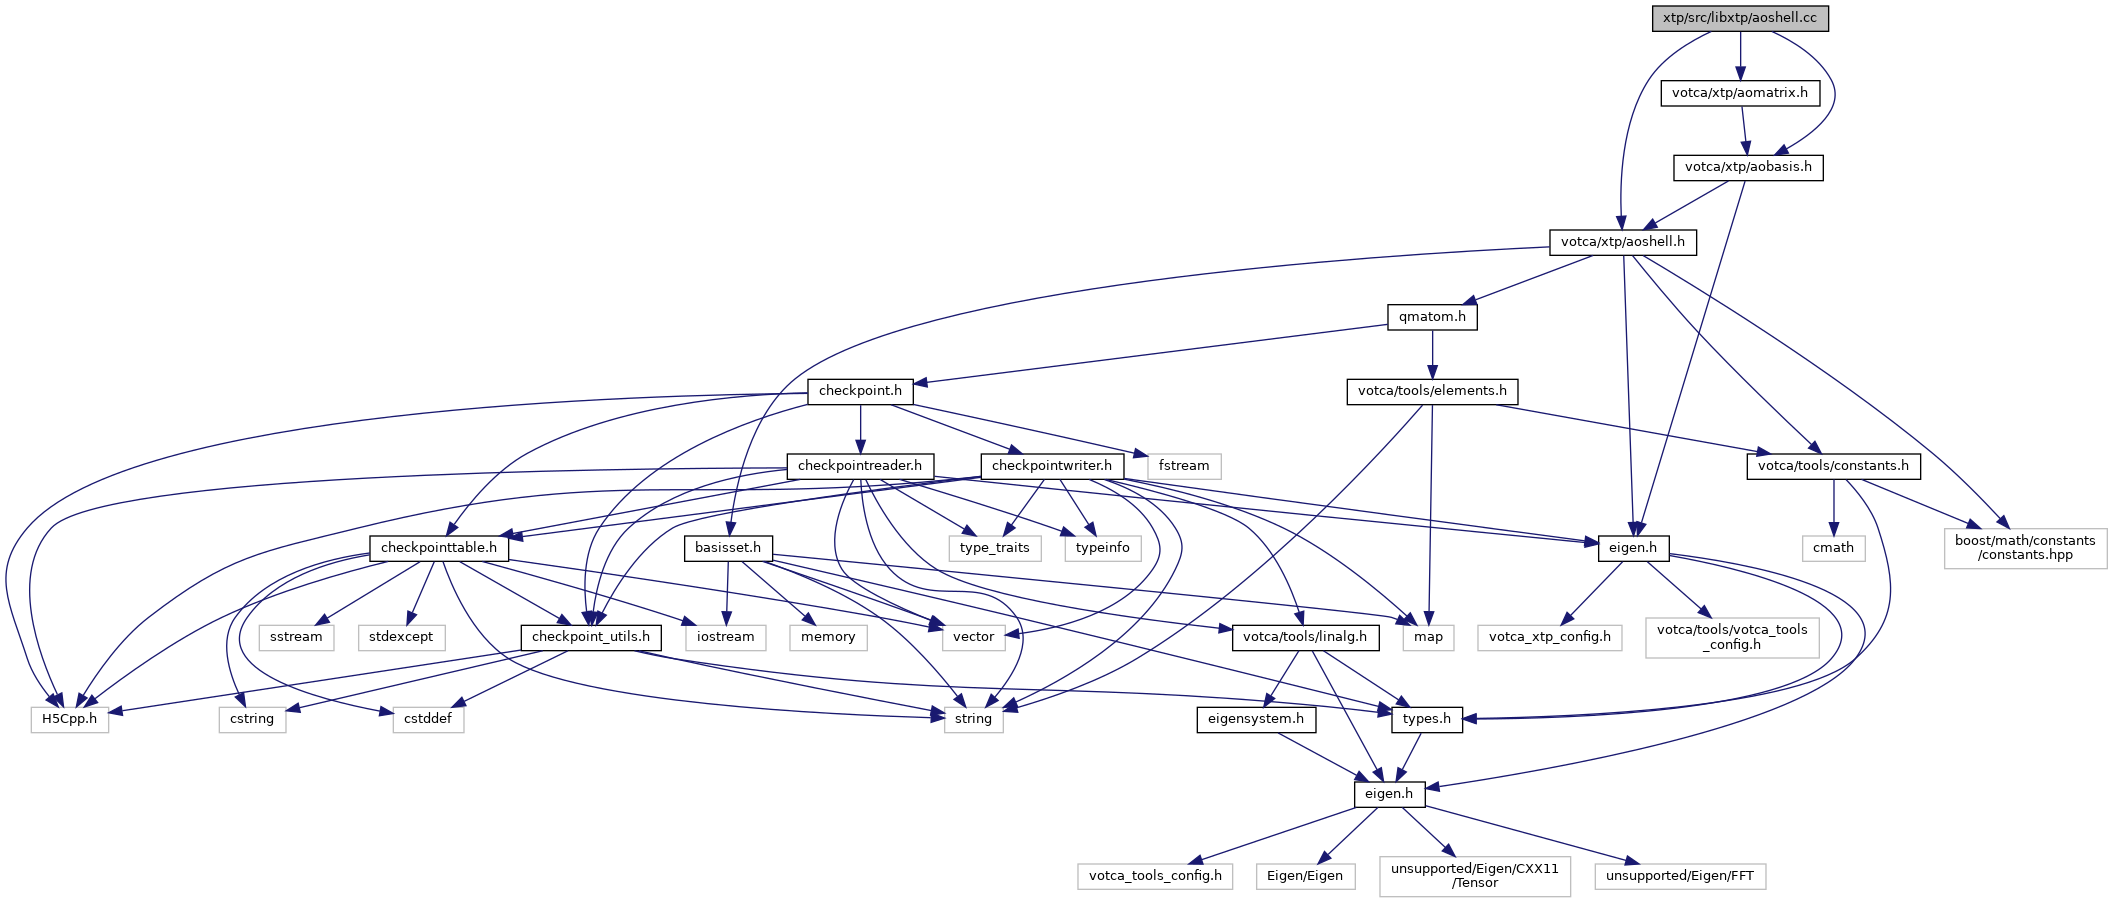 xtp/src/libxtp/aoshell.cc
votca/xtp/aomatrix.h
votca/xtp/aobasis.h
votca/xtp/aoshell.h
qmatom.h
checkpoint.h
votca/tools/elements.h
checkpointreader.h
checkpointwriter.h
fstream
votca/tools/constants.h
checkpointtable.h
basisset.h
type_traits
typeinfo
eigen.h
cmath
boost/math/constants
/constants.hpp
sstream
stdexcept
checkpoint_utils.h
iostream
memory
vector
votca/tools/linalg.h
map
votca_xtp_config.h
votca/tools/votca_tools
_config.h
H5Cpp.h
cstring
cstddef
string
eigensystem.h
types.h
eigen.h
votca_tools_config.h
Eigen/Eigen
unsupported/Eigen/CXX11
/Tensor
unsupported/Eigen/FFT